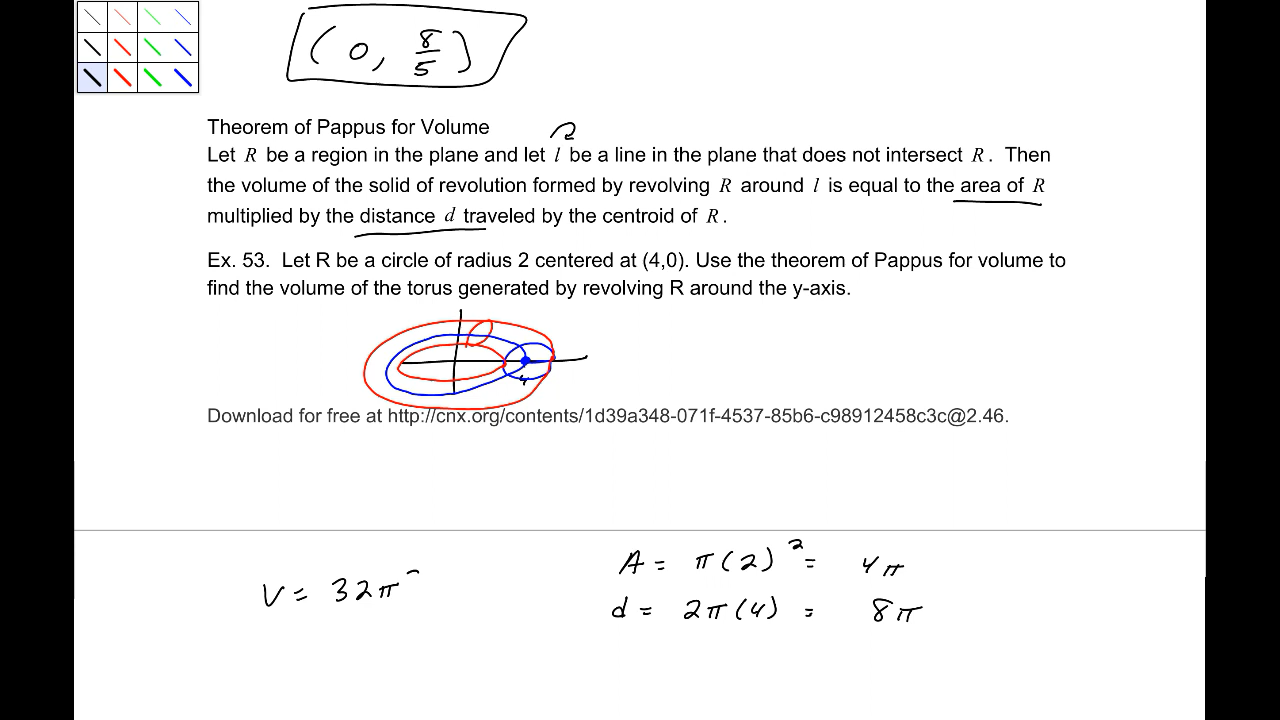 (0, 8/5)
Theorem of Pappus for Volume
Let R be a region in the plane and let l be a line in the plane that does not intersect R. Then
the volume of the solid of revolution formed by revolving R around l is equal to the area of R
multiplied by the distance d traveled by the centroid of R.
Ex. 53. Let R be a circle of radius 2 centered at (4,0). Use the theorem of Pappus for volume to
find the volume of the torus generated by revolving R around the y-axis.
4
Download for free at http://cnx.org/contents/1d39a348-071f-4537-85b6-c98912458c3c@2.46.
A = π(2)² = 4π
V = 32π
d = 2π(4) = 8π